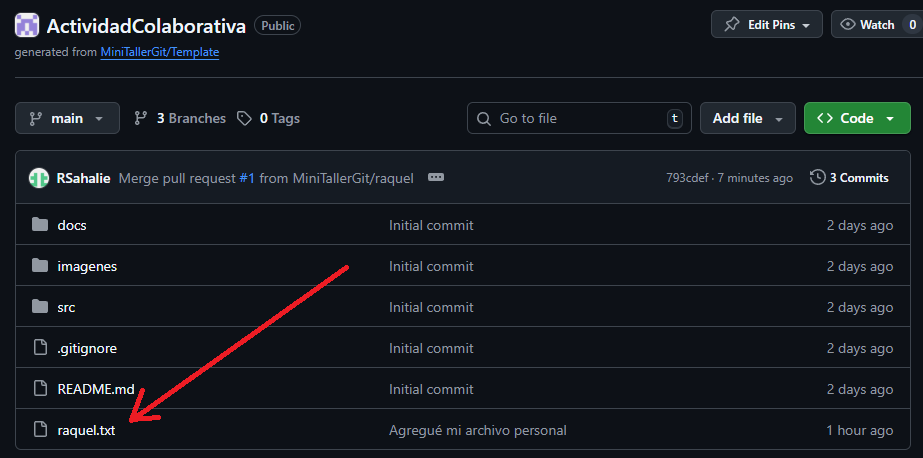 ActividadColaborativa Public Edit Pins Watch 0
generated from MiniTallerGit/Template
main 3 Branches 0 Tags Go to file t Add file Code
RSahalie Merge pull request #1 from MiniTallerGit/raquel 793cdef · 7 minutes ago 3 Commits
docs Initial commit 2 days ago
imagenes Initial commit 2 days ago
src Initial commit 2 days ago
.gitignore Initial commit 2 days ago
README.md Initial commit 2 days ago
raquel.txt Agregué mi archivo personal 1 hour ago